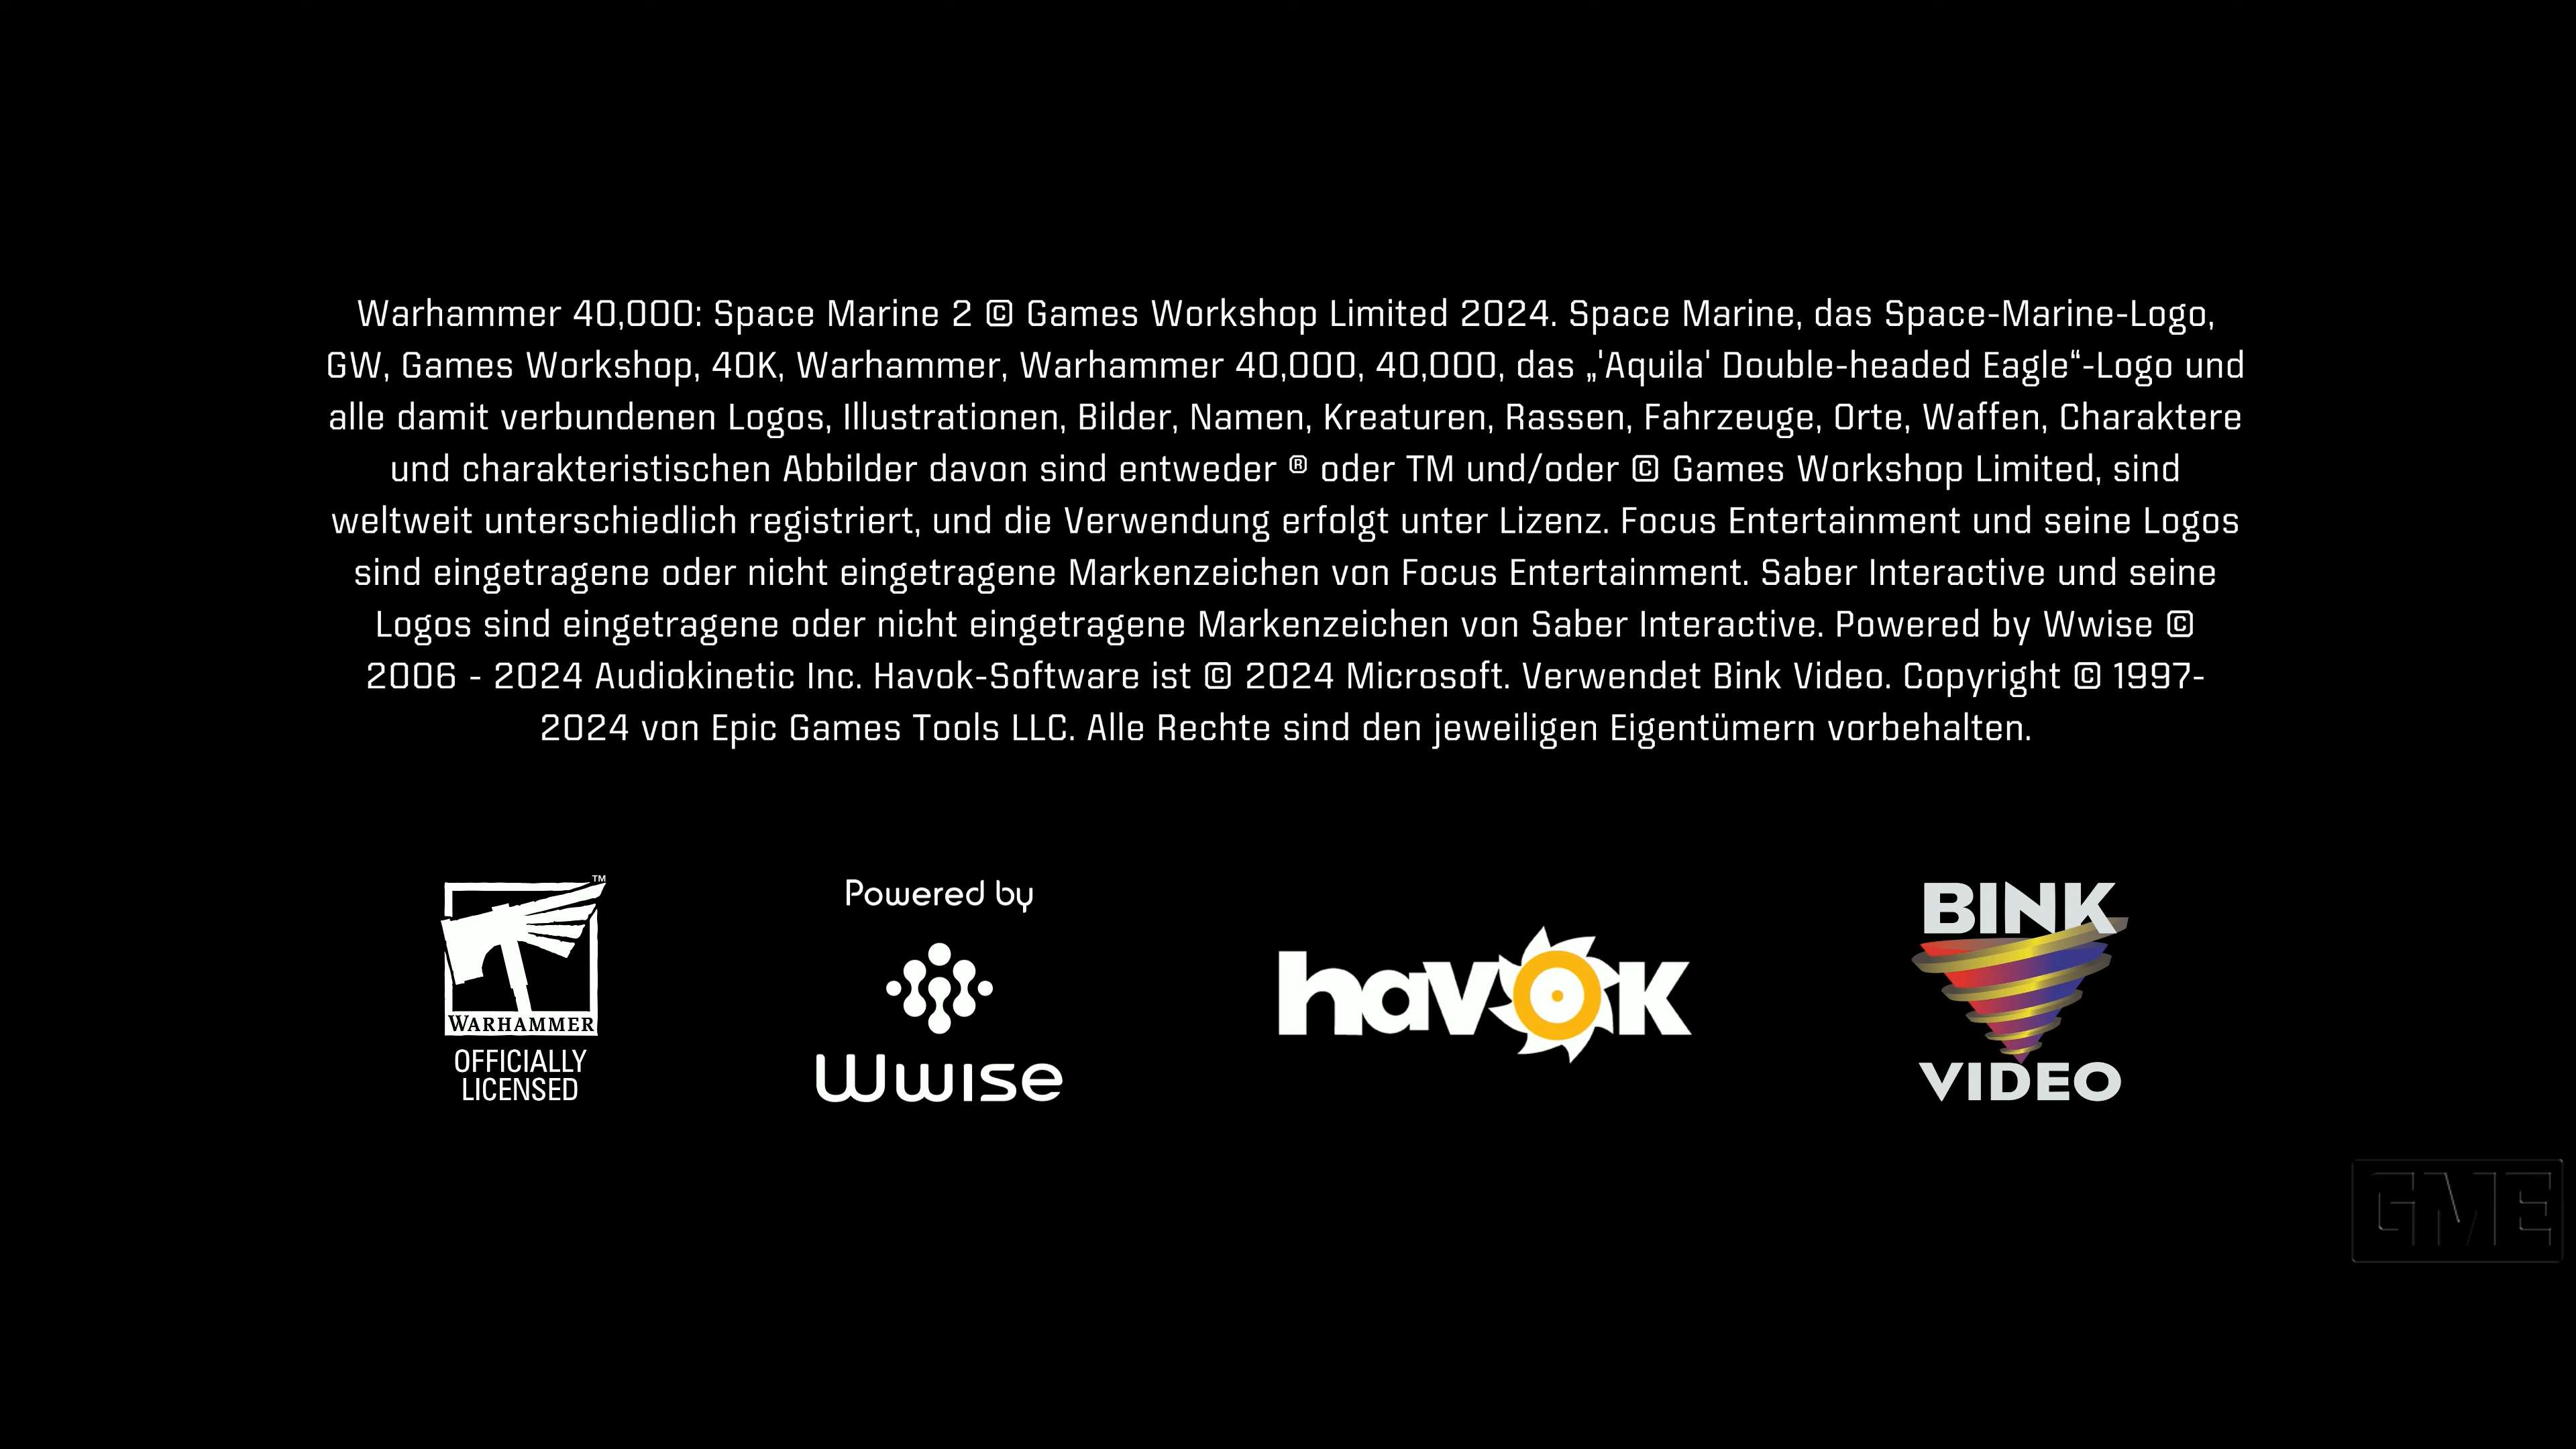 Warhammer 40,000: Space Marine 2 © Games Workshop Limited 2024. Space Marine, das Space-Marine-Logo,
GW, Games Workshop, 40K, Warhammer, Warhammer 40,000, 40,000, das „'Aquila' Double-headed Eagle“-Logo und
alle damit verbundenen Logos, Illustrationen, Bilder, Namen, Kreaturen, Rassen, Fahrzeuge, Orte, Waffen, Charaktere
und charakteristischen Abbilder davon sind entweder ® oder TM und/oder © Games Workshop Limited, sind
weltweit unterschiedlich registriert, und die Verwendung erfolgt unter Lizenz. Focus Entertainment und seine Logos
sind eingetragene oder nicht eingetragene Markenzeichen von Focus Entertainment. Saber Interactive und seine
Logos sind eingetragene oder nicht eingetragene Markenzeichen von Saber Interactive. Powered by Wwise ©
2006 - 2024 Audiokinetic Inc. Havok-Software ist © 2024 Microsoft. Verwendet Bink Video. Copyright © 1997-
2024 von Epic Games Tools LLC. Alle Rechte sind den jeweiligen Eigentümern vorbehalten.
TM
WARHAMMER
OFFICIALLY
LICENSED
Powered by
Wwise
havok
BINK
VIDEO
GME